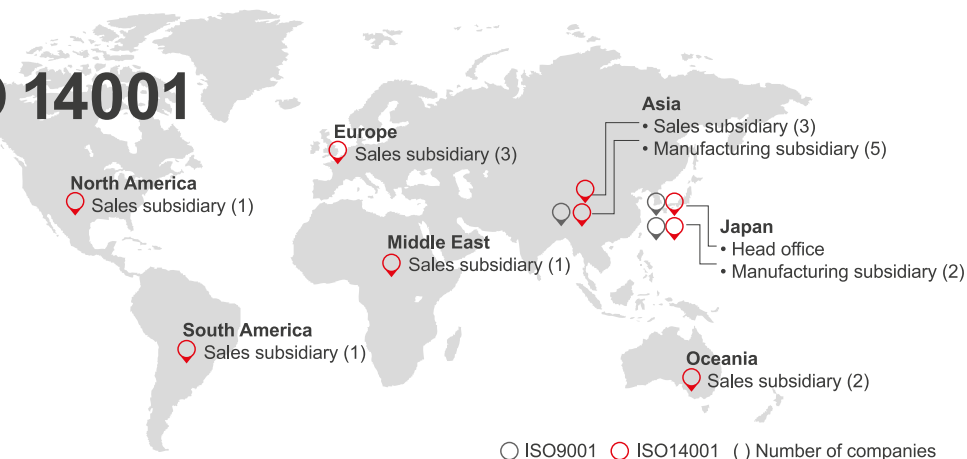 14001
Asia
• Sales subsidiary (3)
• Manufacturing subsidiary (5)
Europe
Sales subsidiary (3)
North America
Sales subsidiary (1)
Japan
• Head office
• Manufacturing subsidiary (2)
Middle East
Sales subsidiary (1)
South America
Sales subsidiary (1)
Oceania
Sales subsidiary (2)
ISO9001 ISO14001 ( ) Number of companies